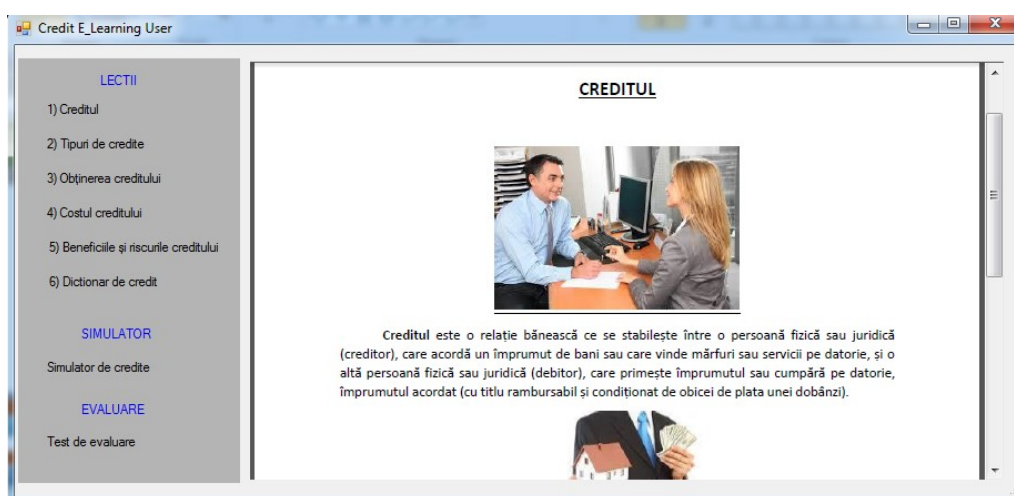 Credit E_Learning User
LECTII
1) Creditul
2) Tipuri de credite
3) Obținerea creditului
4) Costul creditului
5) Beneficiile și riscurile creditului
6) Dictionar de credit
SIMULATOR
Simulator de credite
EVALUARE
Test de evaluare
CREDITUL
Creditul este o relație bănească ce se stabilește între o persoană fizică sau juridică
(creditor), care acordă un împrumut de bani sau care vinde mărfuri sau servicii pe datorie, și o
altă persoană fizică sau juridică (debitor), care primește împrumutul sau cumpără pe datorie,
împrumutul acordat (cu titlu rambursabil și condiționat de obicei de plata unei dobânzi).